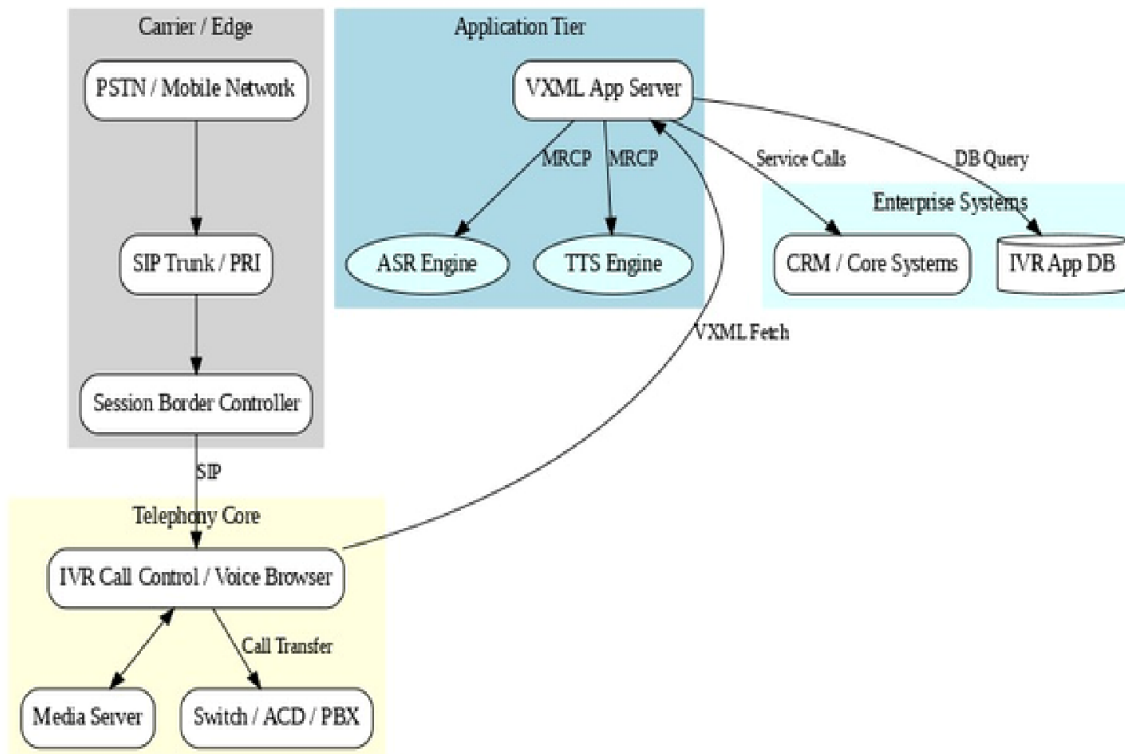 Carrier / Edge
PSTN / Mobile Network
SIP Trunk / PRI
Session Border Controller
SIP
Application Tier
VXML App Server
MRCP
MRCP
ASR Engine
TTS Engine
Service Calls
DB Query
Enterprise Systems
CRM / Core Systems
IVR App DB
VXML Fetch
Telephony Core
IVR Call Control / Voice Browser
Call Transfer
Media Server
Switch / ACD / PBX